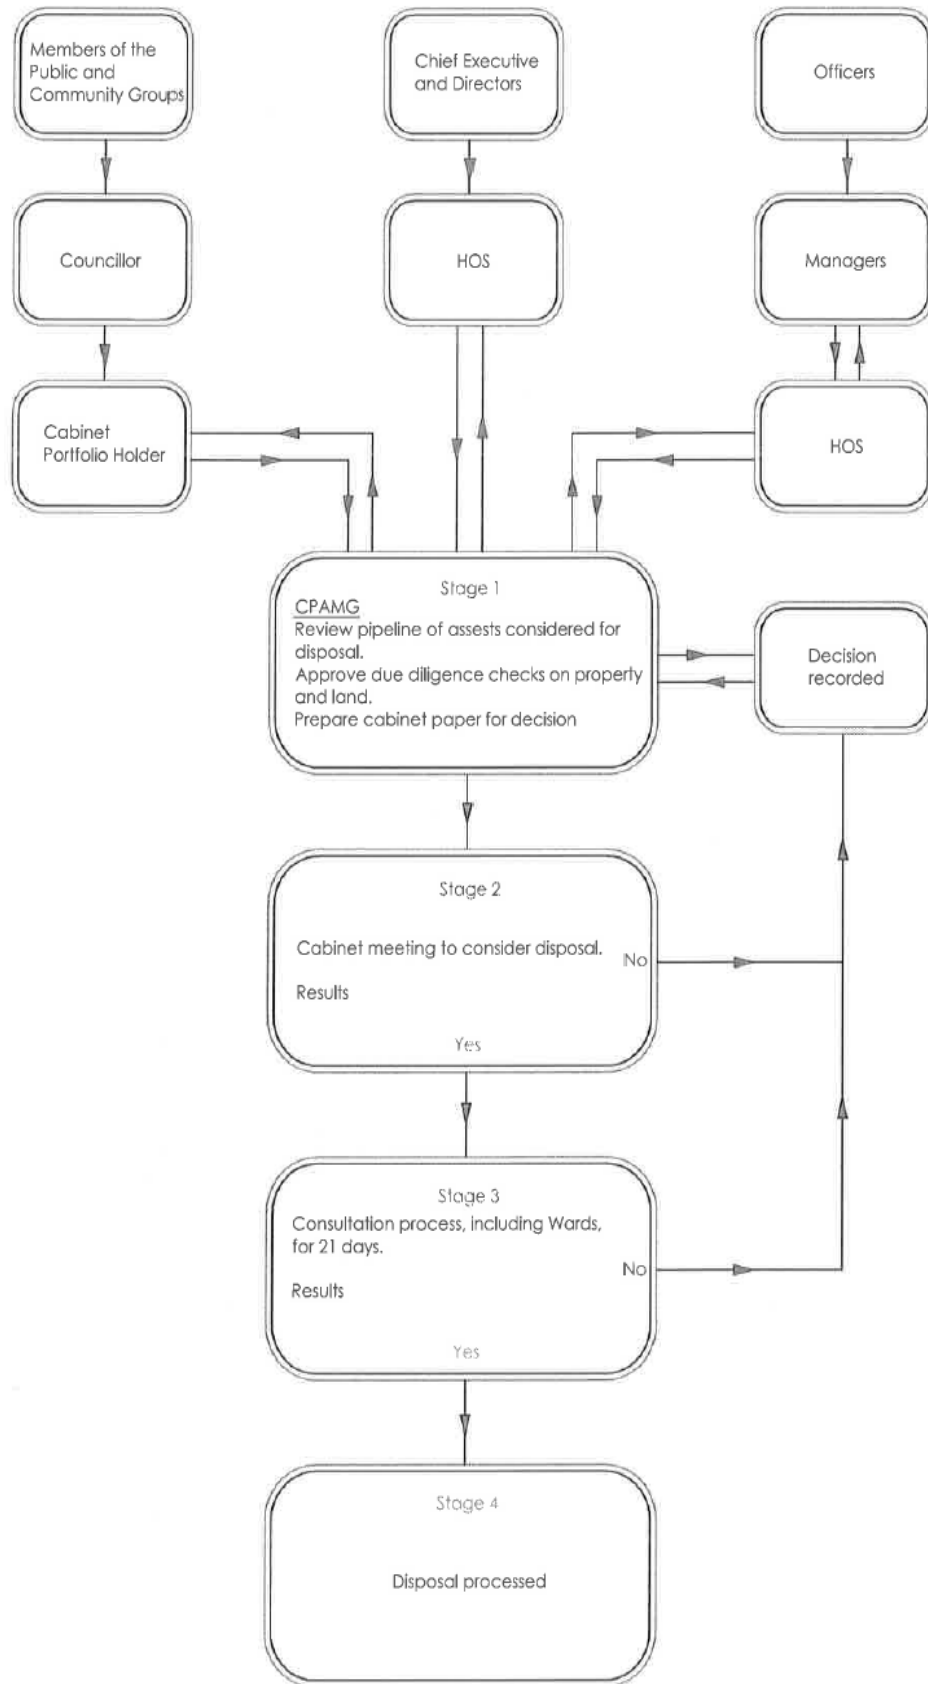 Members of the
Public and
Community Groups
Chief Executive
and Directors
Officers
Councillor
HOS
Managers
Cabinet
Portfolio Holder
HOS
Stage 1
CPAMG
Review pipeline of assests considered for
disposal.
Approve due diligence checks on property
and land.
Prepare cabinet paper for decision
Decision
recorded
Stage 2
Cabinet meeting to consider disposal.
No
Results
Yes
Stage 3
Consultation process, including Wards,
for 21 days.
No
Results
Yes
Stage 4
Disposal processed